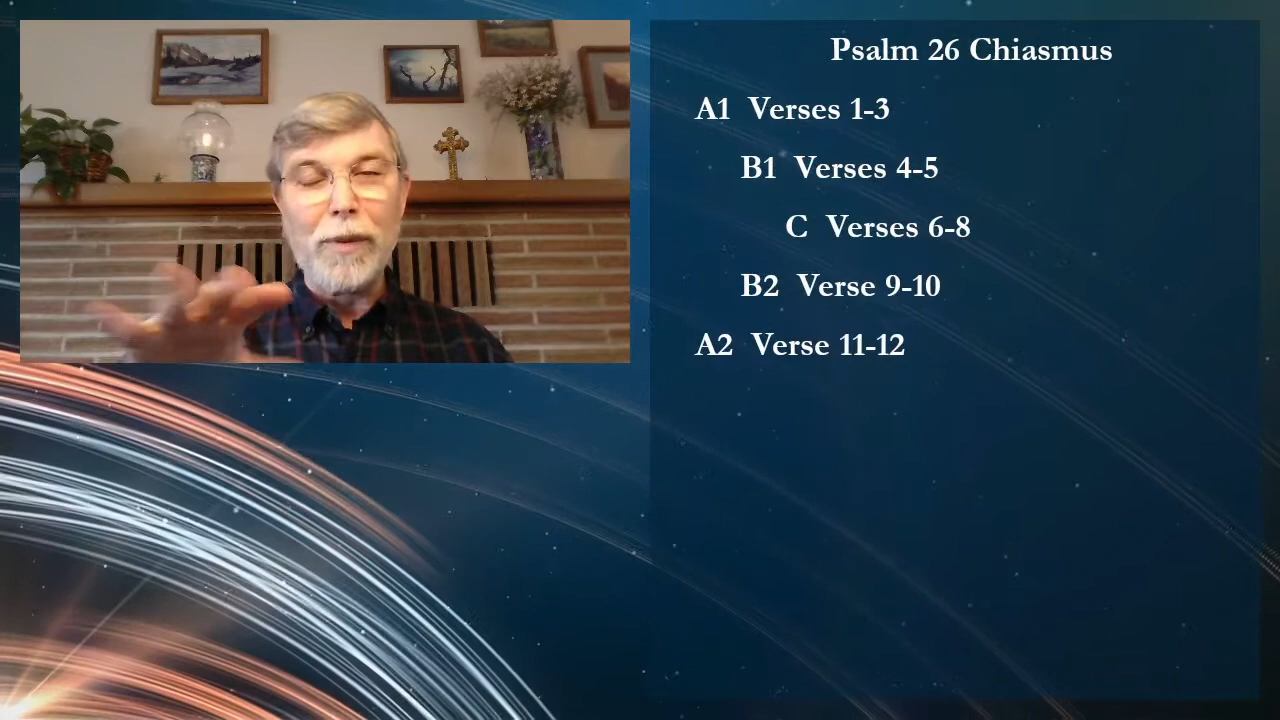 Psalm 26 Chiasmus
A1 Verses 1-3
B1 Verses 4-5
C Verses 6-8
B2 Verse 9-10
A2 Verse 11-12